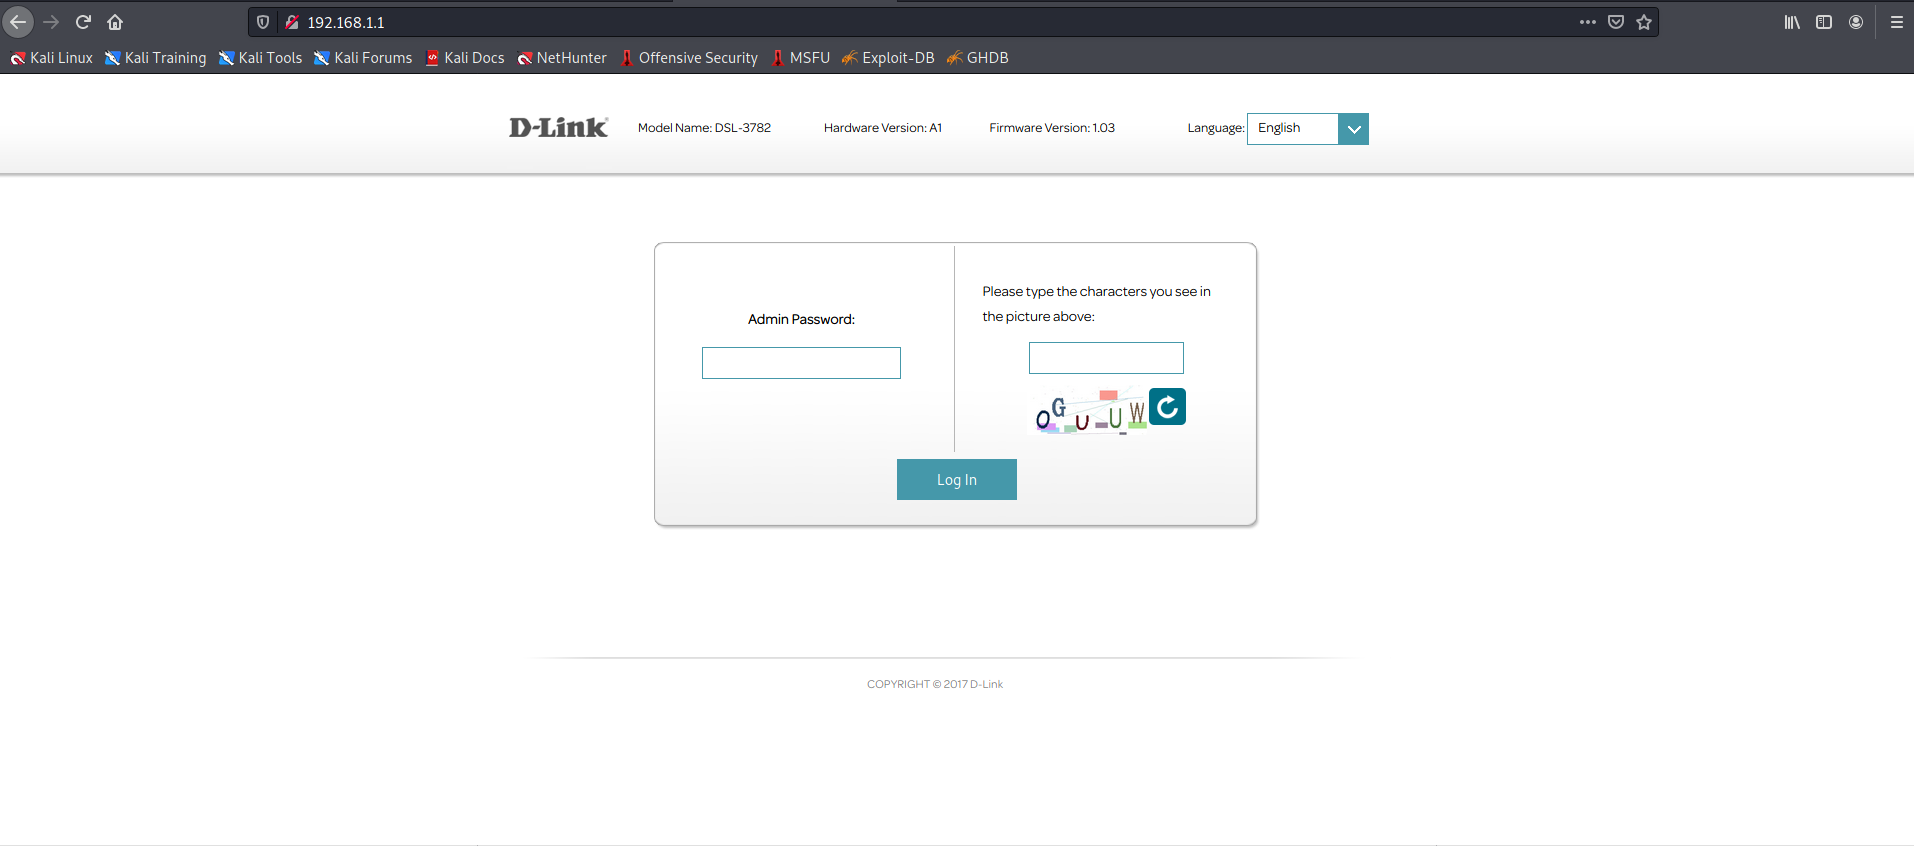 192.168.1.1
Kali Linux Kali Training Kali Tools Kali Forums Kali Docs NetHunter Offensive Security MSFU Exploit-DB GHDB
D-Link Model Name: DSL-3782 Hardware Version: A1 Firmware Version: 1.03 Language: English
Admin Password:
Please type the characters you see in
the picture above:
O G U U W
Log In
COPYRIGHT © 2017 D-Link